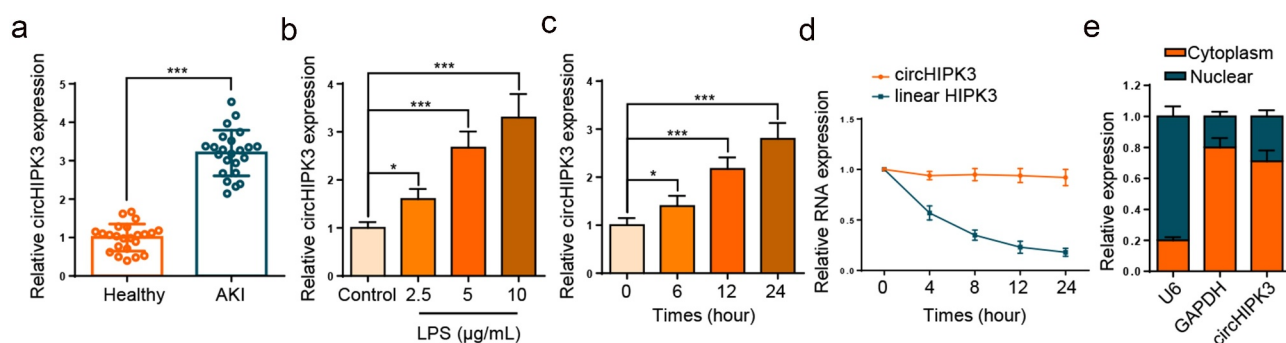 a
Relative circHIPK3 expression
5
4
3
2
1
0
***
Healthy
AKI
b
Relative circHIPK3 expression
4
3
2
1
0
***
***
*
Control
2.5
5
10
LPS (µg/mL)
c
Relative circHIPK3 expression
4
3
2
1
0
***
***
*
0
6
12
24
Times (hour)
d
circHIPK3
linear HIPK3
Relative RNA expression
1.5
1.0
0.5
0.0
0
4
8
12
24
Times (hour)
e
Cytoplasm
Nuclear
Relative expression
1.2
1.0
0.8
0.6
0.4
0.2
0.0
U6
GAPDH
circHIPK3